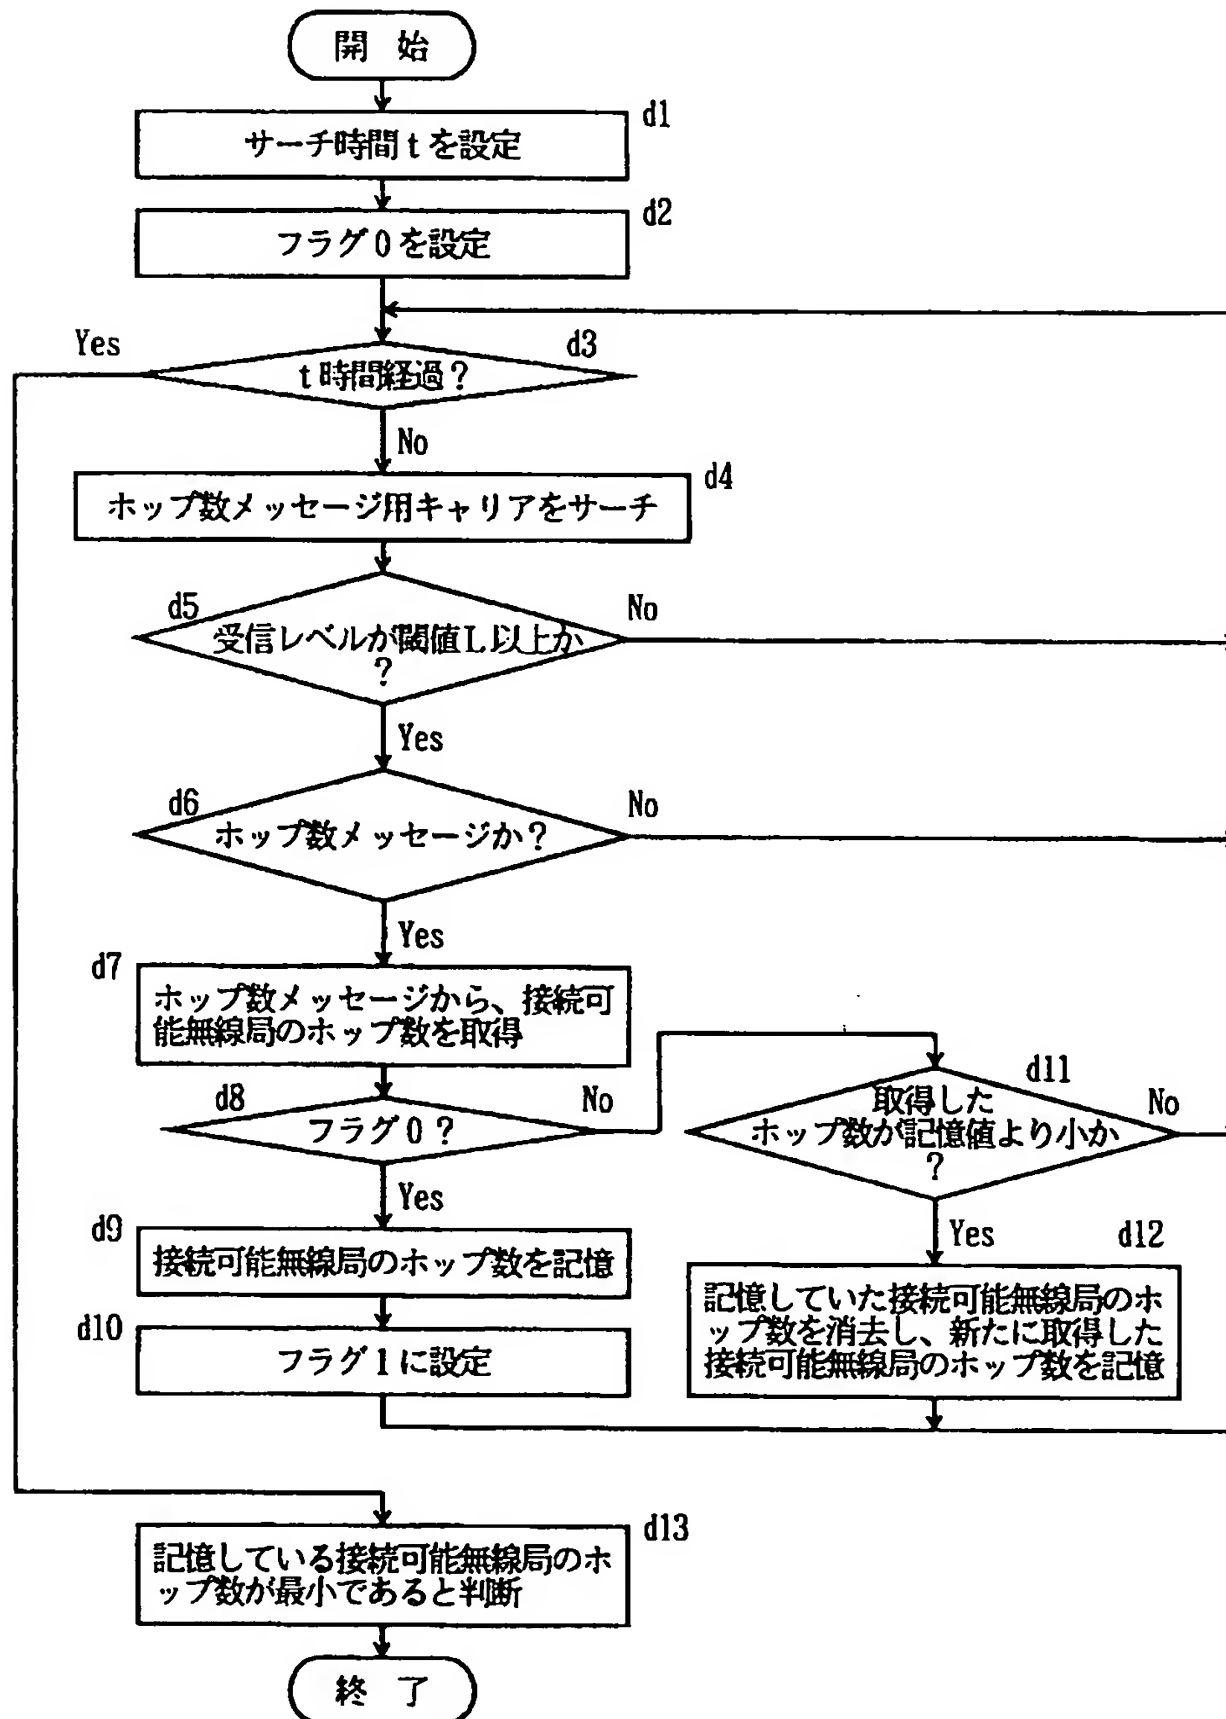 開 始
d1
サーチ時間tを設定
d2
フラグ0を設定
Yes
d3
t時間経過?
No
d4
ホップ数メッセージ用キャリアをサーチ
d5
No
受信レベルが閾値L以上か
?
Yes
d6
No
ホップ数メッセージか?
Yes
d7
ホップ数メッセージから、接続可
能無線局のホップ数を取得
d8
No
フラグ0?
d11
取得した
No
ホップ数が記憶値より小か
?
Yes
d9
接続可能無線局のホップ数を記憶
Yes
d12
記憶していた接続可能無線局のホ
ップ数を消去し、新たに取得した
接続可能無線局のホップ数を記憶
d10
フラグ1に設定
d13
記憶している接続可能無線局のホ
ップ数が最小であると判断
終 了